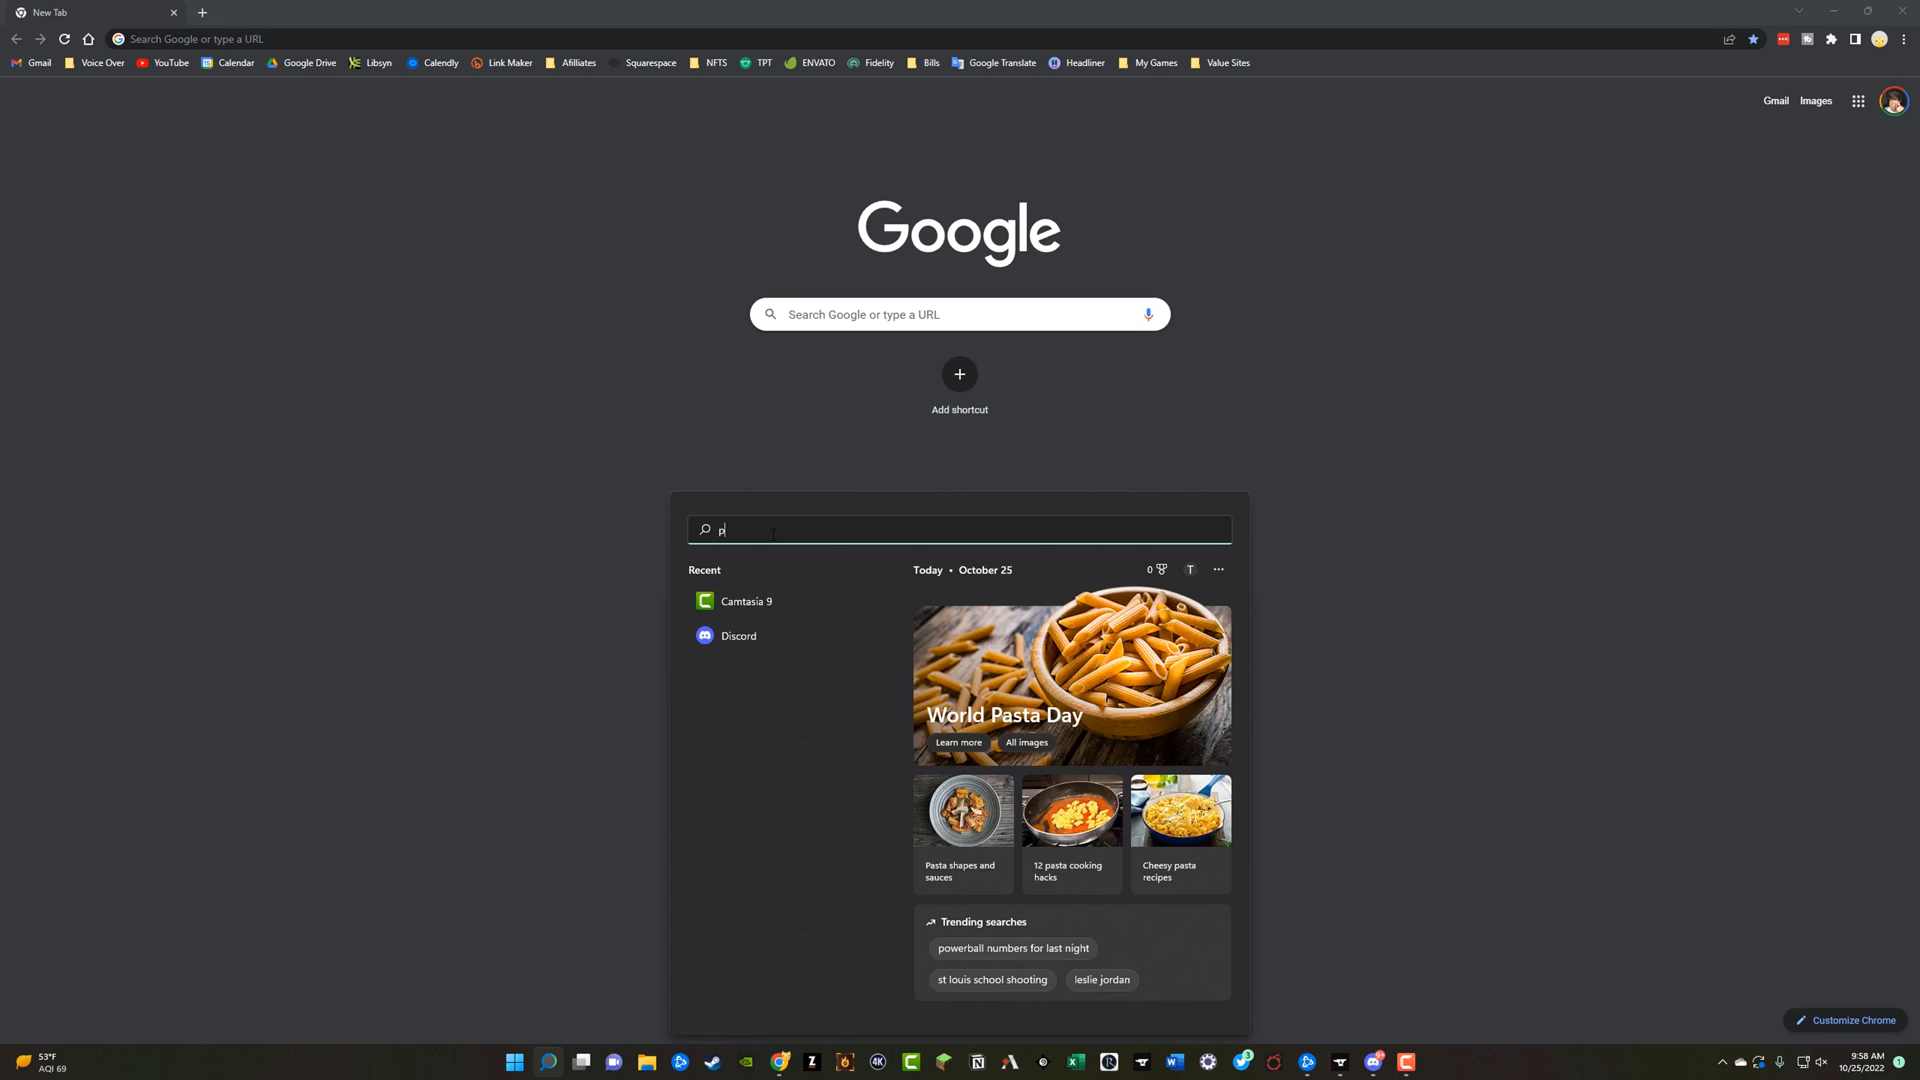 New Tab
Search Google or type a URL
Gmail Voice Over YouTube Calendar Google Drive Libsyn Calendly Link Maker Afilliates Squarespace NFTS TPT ENVATO Fidelity Bills Google Translate Headliner My Games Value Sites
Gmail Images
Google
Search Google or type a URL
Add shortcut
p
Recent
Camtasia 9
Discord
Today • October 25
0
T
World Pasta Day
Learn more All images
Pasta shapes and
sauces
12 pasta cooking
hacks
Cheesy pasta
recipes
Trending searches
powerball numbers for last night
st louis school shooting leslie jordan
Customize Chrome
53°F
AQI 69
Z
4K
3
9:58 AM
10/25/2022
1